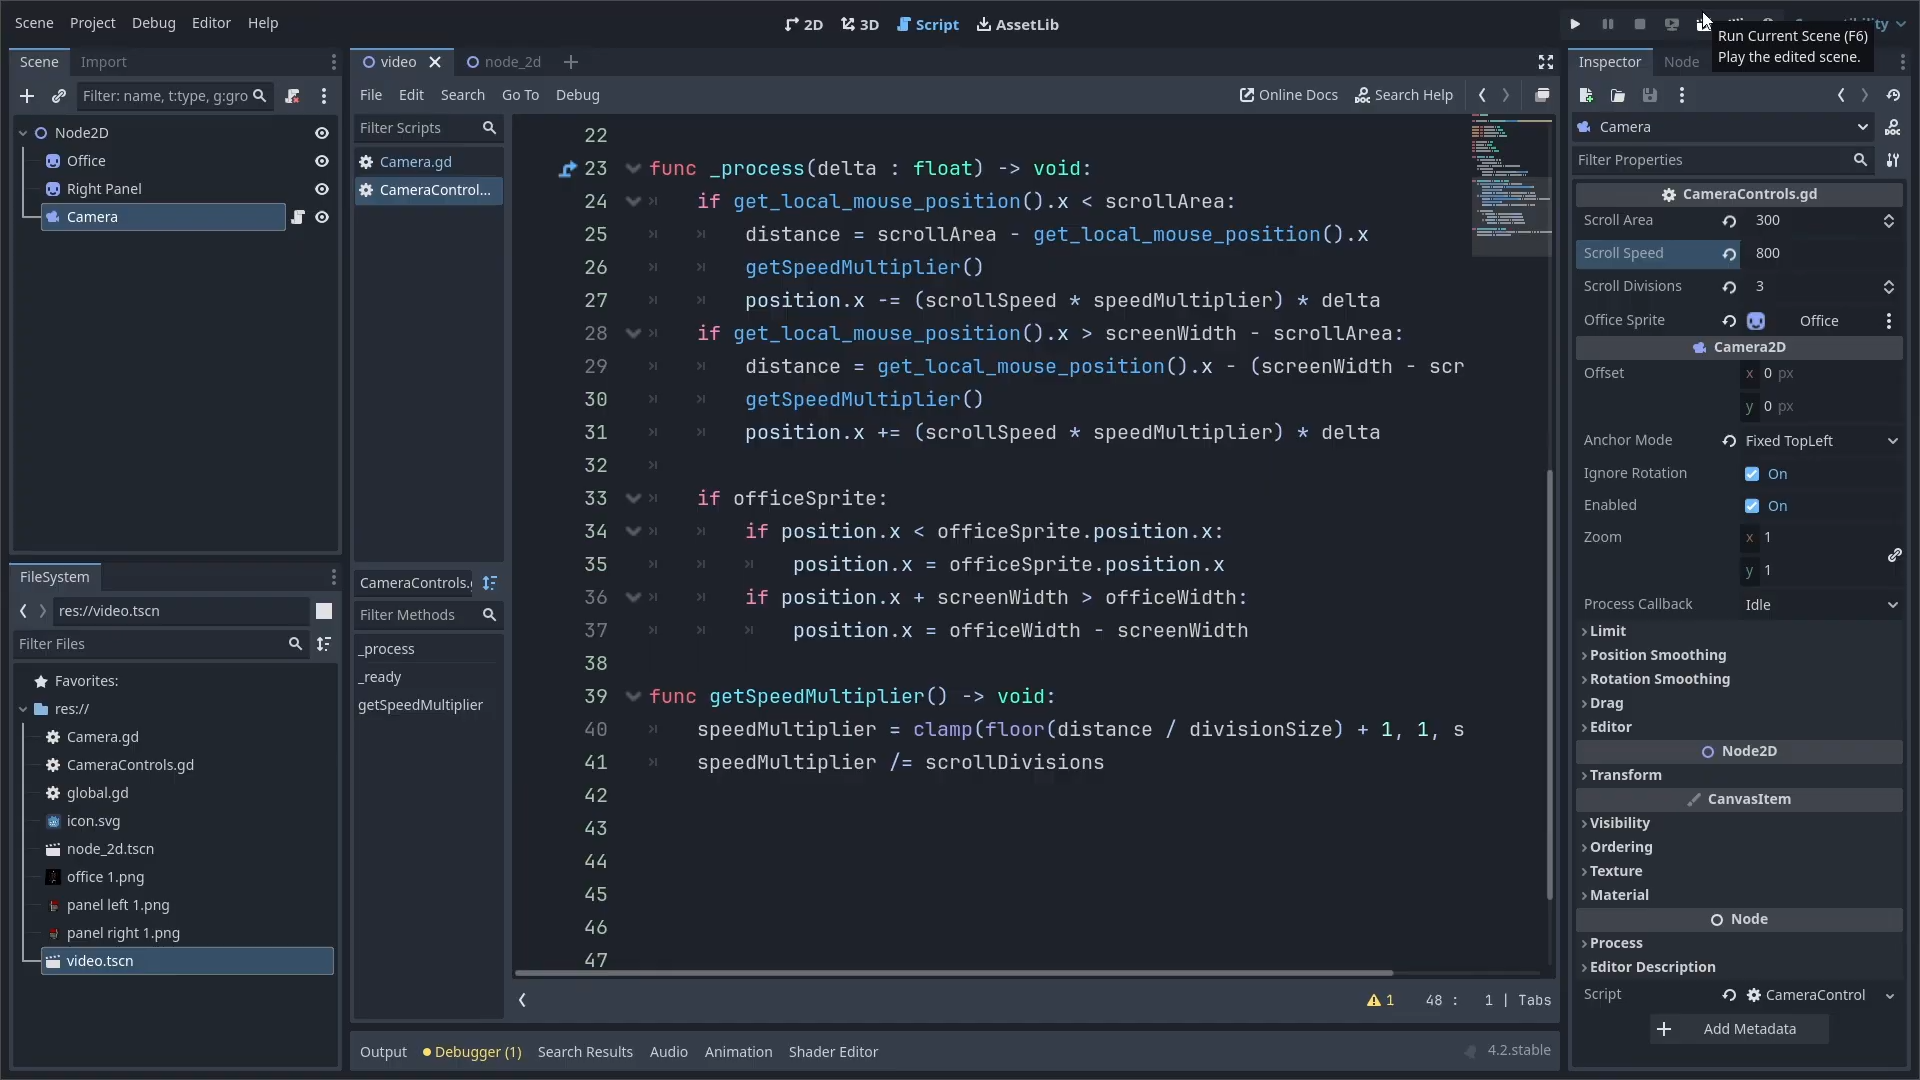 Scene Project Debug Editor Help
2D 3D Script AssetLib
Run Current Scene (F6)
Play the edited scene.
Scene Import
Filter: name, t:type, g:gro
Node2D
Office
Right Panel
Camera
FileSystem
res://video.tscn
Filter Files
Favorites:
res://
Camera.gd
CameraControls.gd
global.gd
icon.svg
node_2d.tscn
office 1.png
panel left 1.png
panel right 1.png
video.tscn
video node_2d
File Edit Search Go To Debug
Online Docs Search Help
Filter Scripts
Camera.gd
CameraControl...
CameraControls.
Filter Methods
_process
_ready
getSpeedMultiplier
22
23 func _process(delta : float) -> void:
24 if get_local_mouse_position().x < scrollArea:
25 distance = scrollArea - get_local_mouse_position().x
26 getSpeedMultiplier()
27 position.x -= (scrollSpeed * speedMultiplier) * delta
28 if get_local_mouse_position().x > screenWidth - scrollArea:
29 distance = get_local_mouse_position().x - (screenWidth - scr
30 getSpeedMultiplier()
31 position.x += (scrollSpeed * speedMultiplier) * delta
32
33 if officeSprite:
34 if position.x < officeSprite.position.x:
35 position.x = officeSprite.position.x
36 if position.x + screenWidth > officeWidth:
37 position.x = officeWidth - screenWidth
38
39 func getSpeedMultiplier() -> void:
40 speedMultiplier = clamp(floor(distance / divisionSize) + 1, 1, s
41 speedMultiplier /= scrollDivisions
42
43
44
45
46
47
1 48 : 1 | Tabs
Output Debugger (1) Search Results Audio Animation Shader Editor
4.2.stable
Inspector Node
Camera
Filter Properties
CameraControls.gd
Scroll Area 300
Scroll Speed 800
Scroll Divisions 3
Office Sprite Office
Camera2D
Offset x 0 px
y 0 px
Anchor Mode Fixed TopLeft
Ignore Rotation On
Enabled On
Zoom x 1
y 1
Process Callback Idle
Limit
Position Smoothing
Rotation Smoothing
Drag
Editor
Node2D
Transform
CanvasItem
Visibility
Ordering
Texture
Material
Node
Process
Editor Description
Script CameraControl
Add Metadata